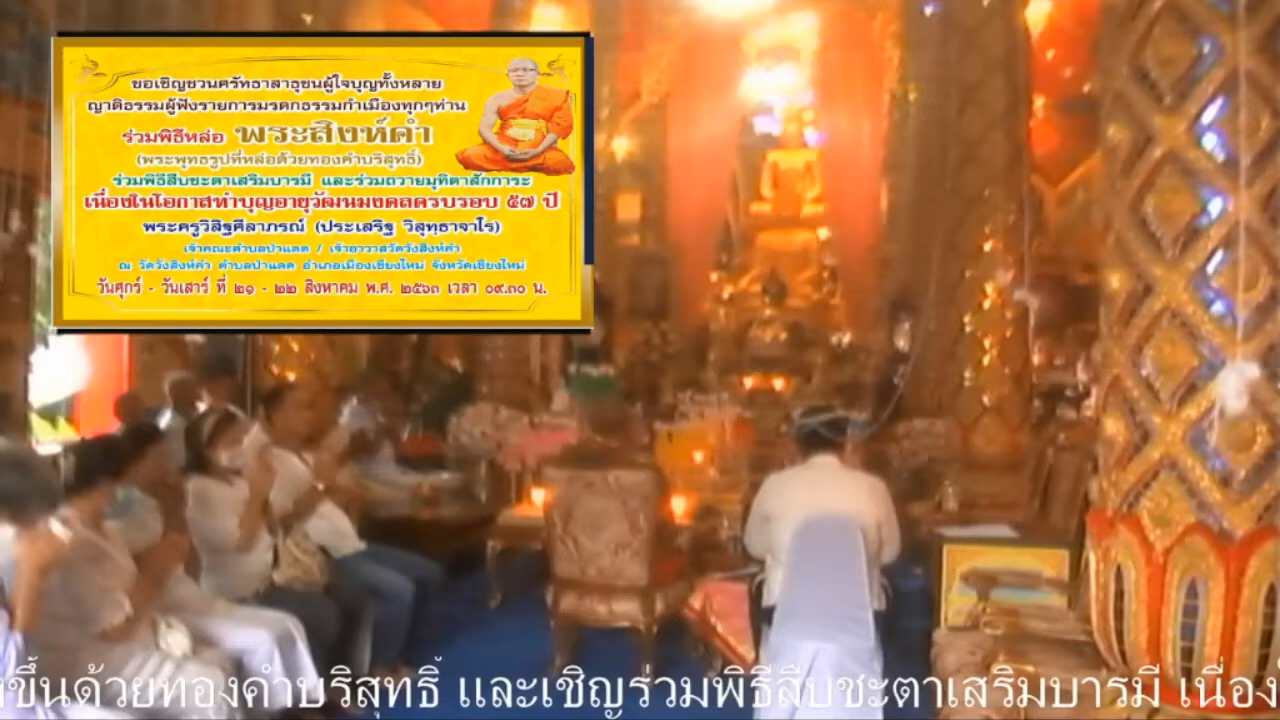 ขอเชิญชวนศรัทธาสาธุชนผู้ใจบุญทั้งหลาย
ญาติธรรมผู้ฟังรายการมรดกธรรมกำเมืองทุกๆท่าน
ร่วมพิธีหล่อ พระสิงห์คำ
(พระพุทธรูปที่หล่อด้วยทองคำบริสุทธิ์)
ร่วมพิธีสืบชะตาเสริมบารมี และร่วมถวายมุทิตาสักการะ
เนื่องในโอกาสทำบุญอายุวัฒนมงคลครบรอบ ๕๗ ปี
พระครูวิสิฐศีลาภรณ์ (ประเสริฐ วิสุทฺธาจาโร)
เจ้าคณะตำบลป่าแดด / เจ้าอาวาสวัดวังสิงห์คำ
ณ วัดวังสิงห์คำ ตำบลป่าแดด อำเภอเมืองเชียงใหม่ จังหวัดเชียงใหม่
วันศุกร์ - วันเสาร์ ที่ ๒๑ - ๒๒ สิงหาคม พ.ศ. ๒๕๖๓ เวลา ๐๙.๓๐ น.
ขึ้นด้วยทองคำบริสุทธิ์ และเชิญร่วมพิธีสืบชะตาเสริมบารมี เนื่อง